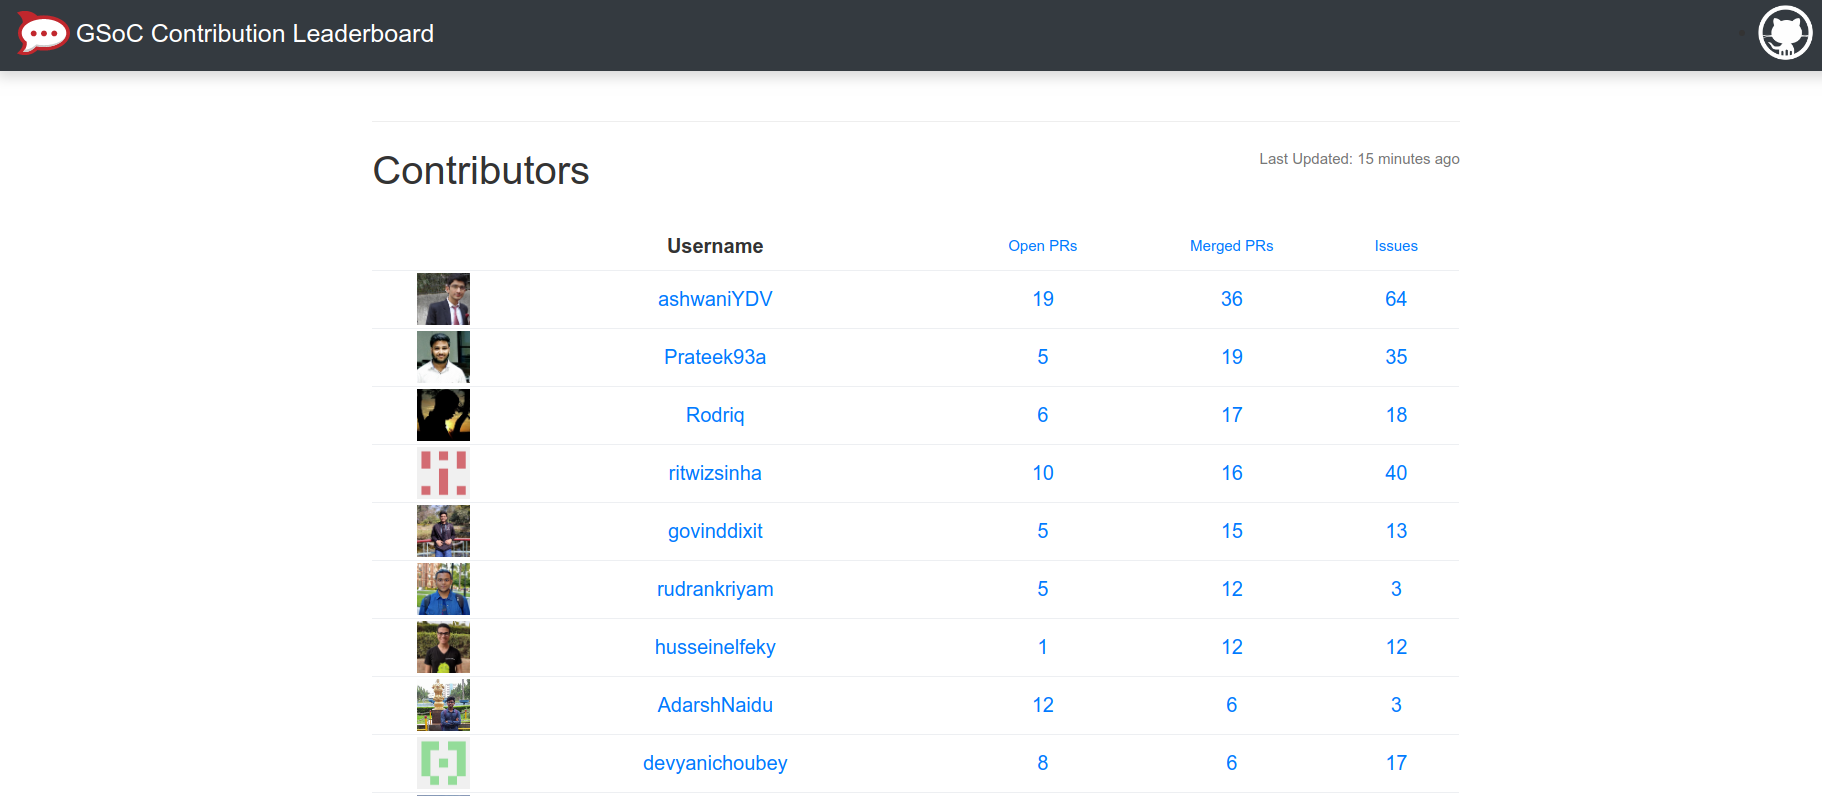 GSoC Contribution Leaderboard
Contributors
Last Updated: 15 minutes ago
Username Open PRs Merged PRs Issues
ashwaniYDV 19 36 64
Prateek93a 5 19 35
Rodriq 6 17 18
ritwizsinha 10 16 40
govinddixit 5 15 13
rudrankriyam 5 12 3
husseinelfeky 1 12 12
AdarshNaidu 12 6 3
devyanichoubey 8 6 17